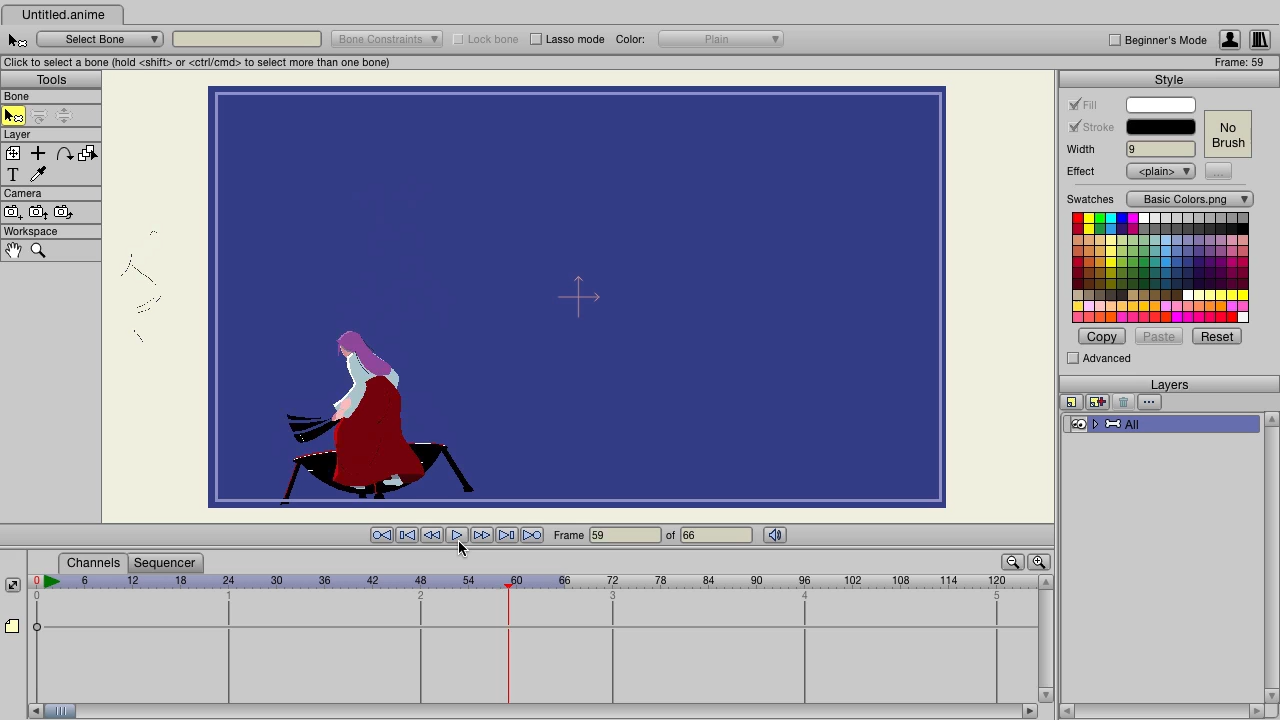 Untitled.anime
Select Bone
Bone Constraints
Lock bone
Lasso mode
Color:
Plain
Beginner's Mode
Click to select a bone (hold <shift> or <ctrl/cmd> to select more than one bone)
Frame: 59
Tools
Bone
Layer
T
Camera
Workspace
Style
Fill
Stroke
No
Brush
Width
9
Effect
<plain>
...
Swatches
Basic Colors.png
Copy
Paste
Reset
Advanced
Layers
All
Frame
59
of
66
Channels
Sequencer
0 6 12 18 24 30 36 42 48 54 60 66 72 78 84 90 96 102 108 114 120
0 1 2 3 4 5